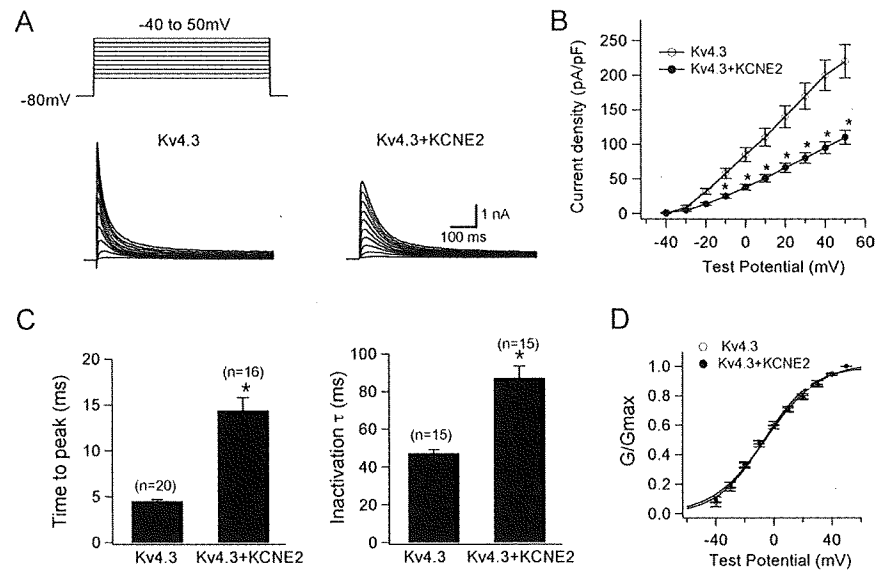 A
-40 to 50mV
-80mV
Kv4.3
Kv4.3+KCNE2
1 nA
100 ms
B
Current density (pA/pF)
250
200
150
100
50
0
Kv4.3
Kv4.3+KCNE2
* * * * * * *
-40 -20 0 20 40 60
Test Potential (mV)
C
Time to peak (ms)
20
15
10
5
0
(n=20)
(n=16)
*
Kv4.3 Kv4.3+KCNE2
Inactivation τ (ms)
100
80
60
40
20
0
(n=15)
(n=15)
*
Kv4.3 Kv4.3+KCNE2
D
Kv4.3
Kv4.3+KCNE2
G/Gmax
1.0
0.8
0.6
0.4
0.2
0.0
-40 0 40
Test Potential (mV)